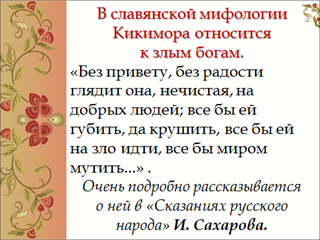 В славянской мифологии
Кикимора относится
к злым богам.
«Без привету, без радости
глядит она, нечистая, на
добрых людей; все бы ей
губить, да крушить, все бы ей
на зло идти, все бы миром
мутить...» .
Очень подробно рассказывается
о ней в «Сказаниях русского
народа» И. Сахарова.